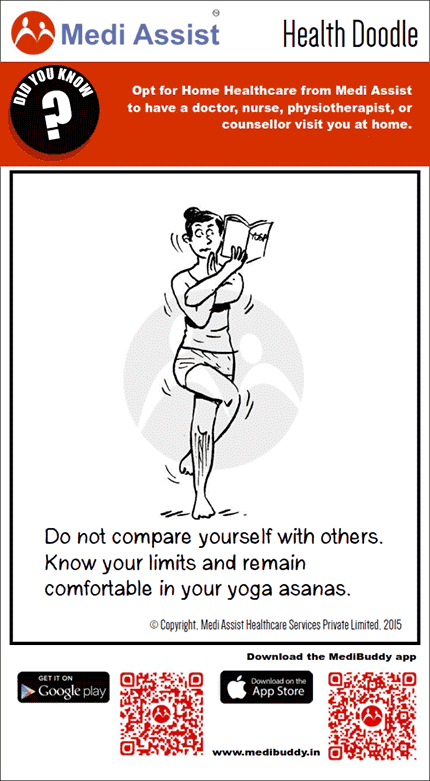 Medi Assist
Health Doodle
DID YOU KNOW
?
Opt for Home Healthcare from Medi Assist
to have a doctor, nurse, physiotherapist, or
counsellor visit you at home.
YOGA
Do not compare yourself with others.
Know your limits and remain
comfortable in your yoga asanas.
© Copyright, Medi Assist Healthcare Services Private Limited, 2015
Download the MediBuddy app
GET IT ON
Google play
Download on the
App Store
www.medibuddy.in